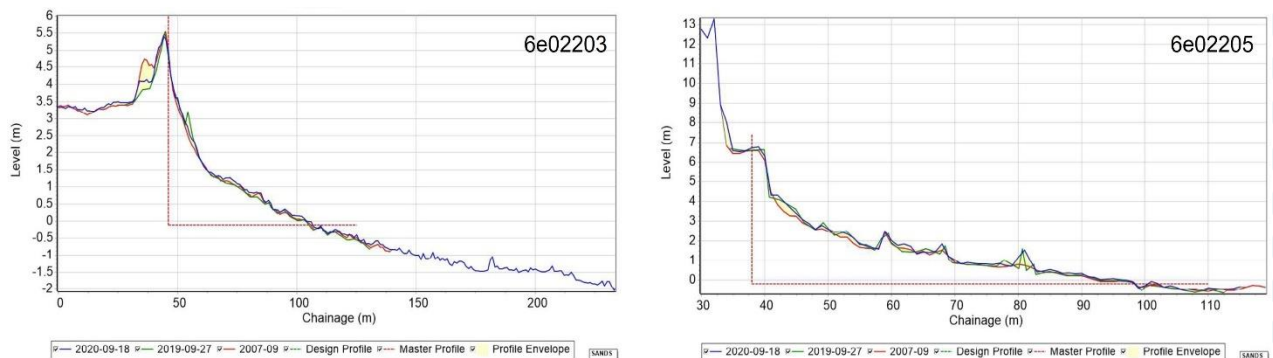 6e02203
Level (m)
6
5.5
5
4.5
4
3.5
3
2.5
2
1.5
1
0.5
0
-0.5
-1
-1.5
-2
0 50 100 150 200
Chainage (m)
2020-09-18 2019-09-27 2007-09 Design Profile Master Profile Profile Envelope
SANDS
6e02205
Level (m)
13
12
11
10
9
8
7
6
5
4
3
2
1
0
30 40 50 60 70 80 90 100 110
Chainage (m)
2020-09-18 2019-09-27 2007-09 Design Profile Master Profile Profile Envelope
SANDS